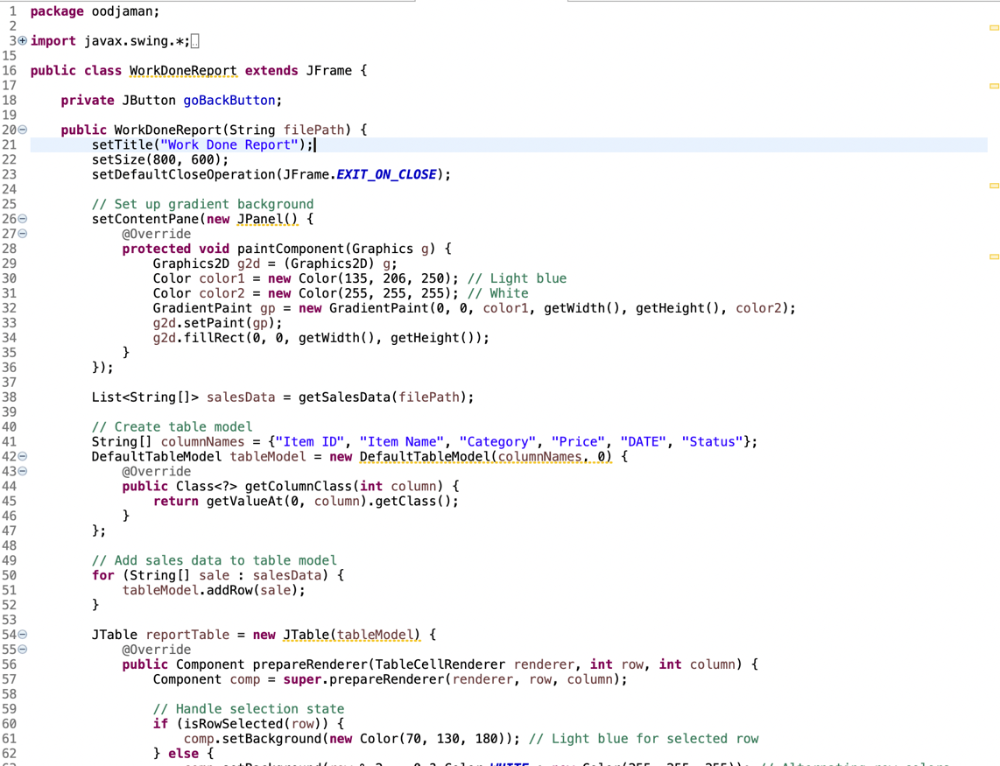 1 package oodjaman;
2
3 import javax.swing.*;
15
16 public class WorkDoneReport extends JFrame {
17
18     private JButton goBackButton;
19
20     public WorkDoneReport(String filePath) {
21         setTitle("Work Done Report");
22         setSize(800, 600);
23         setDefaultCloseOperation(JFrame.EXIT_ON_CLOSE);
24
25         // Set up gradient background
26         setContentPane(new JPanel() {
27             @Override
28             protected void paintComponent(Graphics g) {
29                 Graphics2D g2d = (Graphics2D) g;
30                 Color color1 = new Color(135, 206, 250); // Light blue
31                 Color color2 = new Color(255, 255, 255); // White
32                 GradientPaint gp = new GradientPaint(0, 0, color1, getWidth(), getHeight(), color2);
33                 g2d.setPaint(gp);
34                 g2d.fillRect(0, 0, getWidth(), getHeight());
35             }
36         });
37
38         List<String[]> salesData = getSalesData(filePath);
39
40         // Create table model
41         String[] columnNames = {"Item ID", "Item Name", "Category", "Price", "DATE", "Status"};
42         DefaultTableModel tableModel = new DefaultTableModel(columnNames, 0) {
43             @Override
44             public Class<?> getColumnClass(int column) {
45                 return getValueAt(0, column).getClass();
46             }
47         };
48
49         // Add sales data to table model
50         for (String[] sale : salesData) {
51             tableModel.addRow(sale);
52         }
53
54         JTable reportTable = new JTable(tableModel) {
55             @Override
56             public Component prepareRenderer(TableCellRenderer renderer, int row, int column) {
57                 Component comp = super.prepareRenderer(renderer, row, column);
58
59                 // Handle selection state
60                 if (isRowSelected(row)) {
61                     comp.setBackground(new Color(70, 130, 180)); // Light blue for selected row
62                 } else {